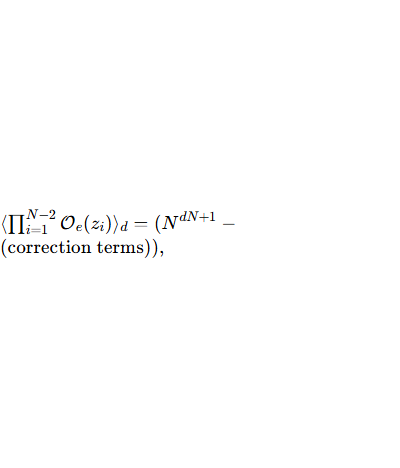 ⟨∏_{i=1}^{N−2} 𝒪_e(z_i)⟩_d = (N^{dN+1} −
(correction terms)),